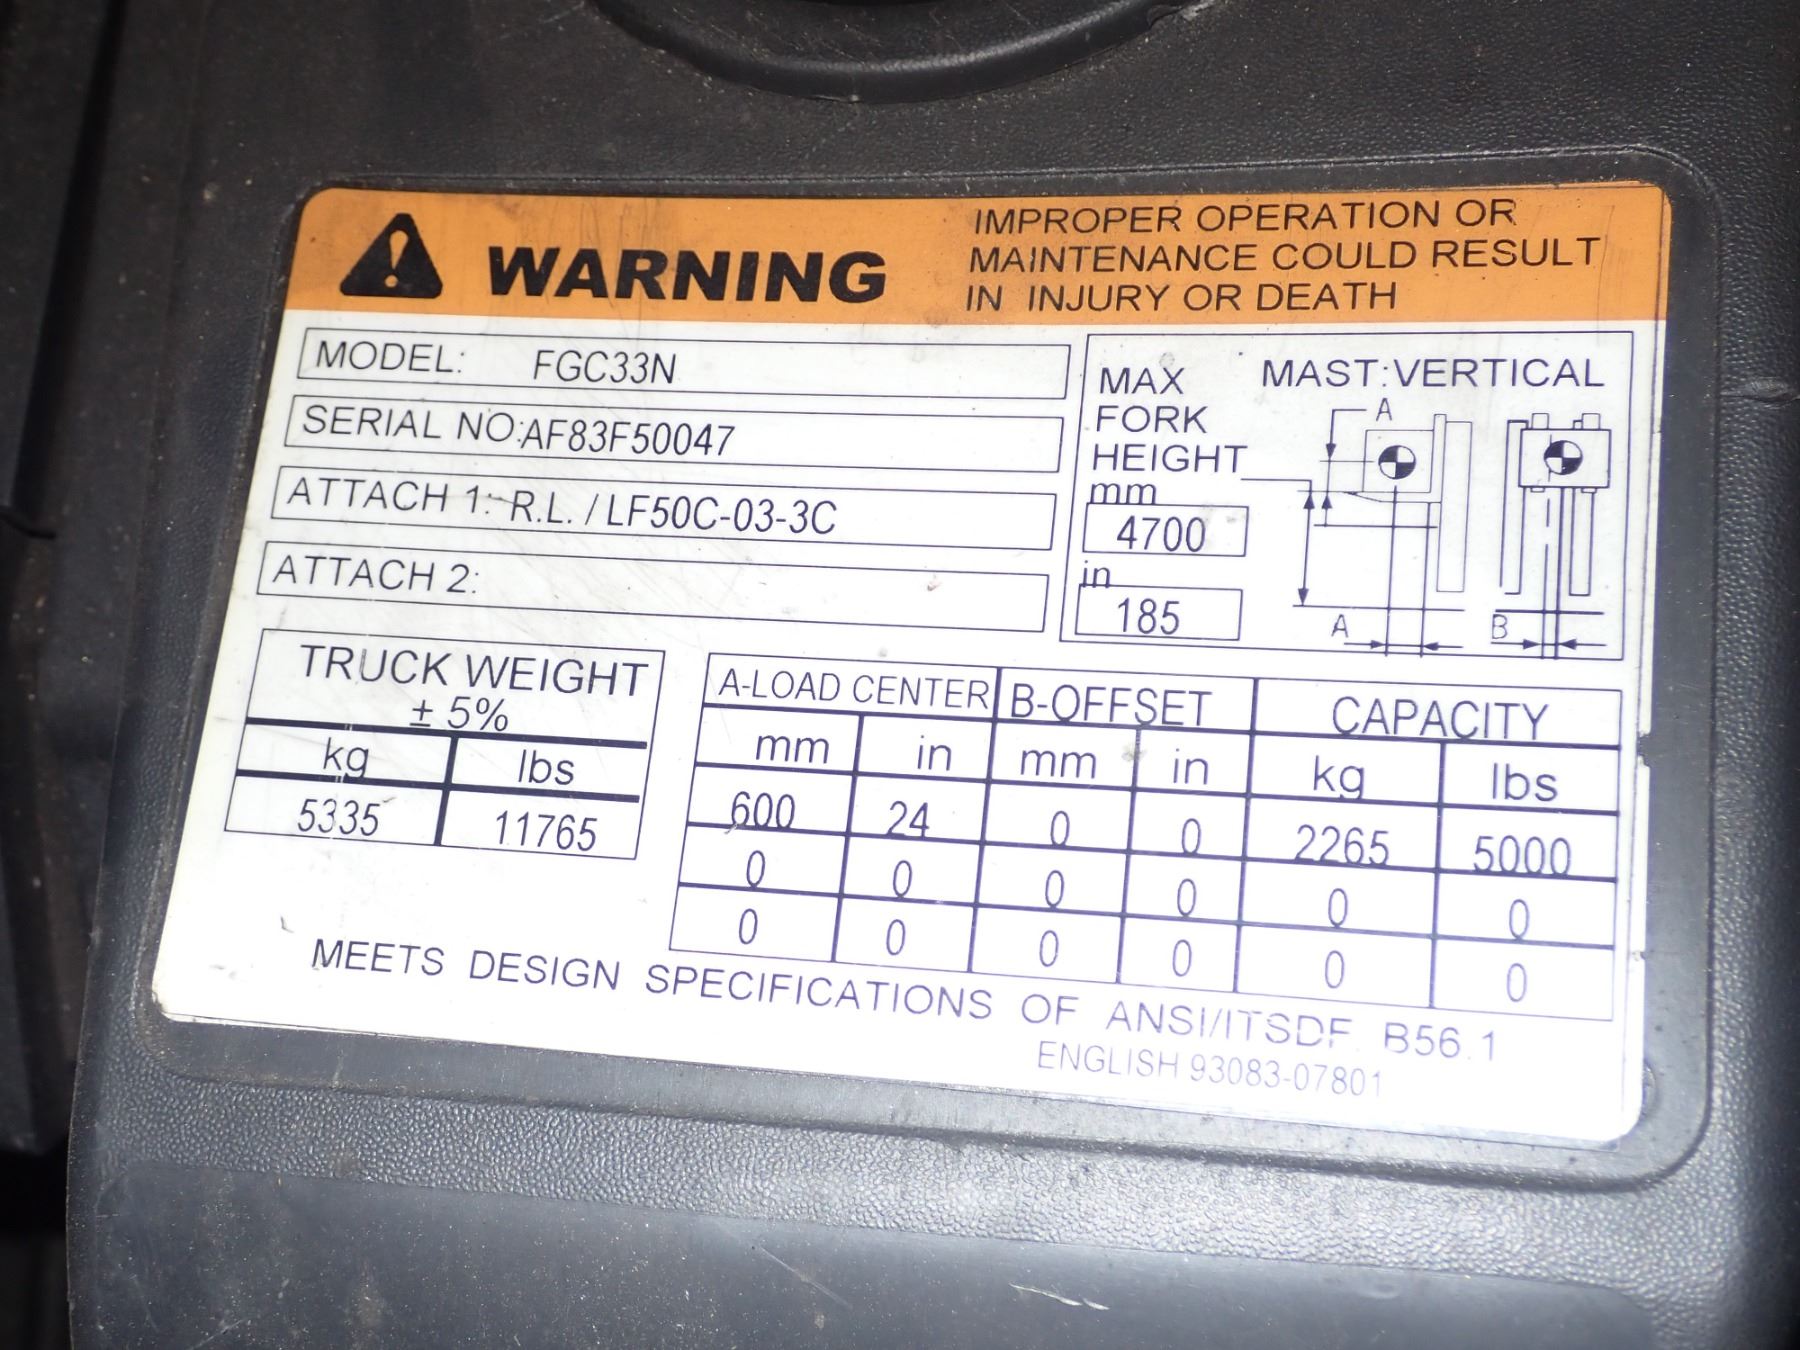 WARNING
IMPROPER OPERATION OR
MAINTENANCE COULD RESULT
IN INJURY OR DEATH
MODEL: FGC33N
SERIAL NO: AF83F50047
ATTACH 1: R.L. / LF50C-03-3C
ATTACH 2:
MAX
FORK
HEIGHT
mm
4700
in
185
MAST:VERTICAL
A
A
B
TRUCK WEIGHT
± 5%
kg lbs
5335 11765
A-LOAD CENTER B-OFFSET CAPACITY
mm in mm in kg lbs
600 24 0 0 2265 5000
0 0 0 0 0 0
0 0 0 0 0 0
MEETS DESIGN SPECIFICATIONS OF ANSI/ITSDF B56.1
ENGLISH 93083-07801